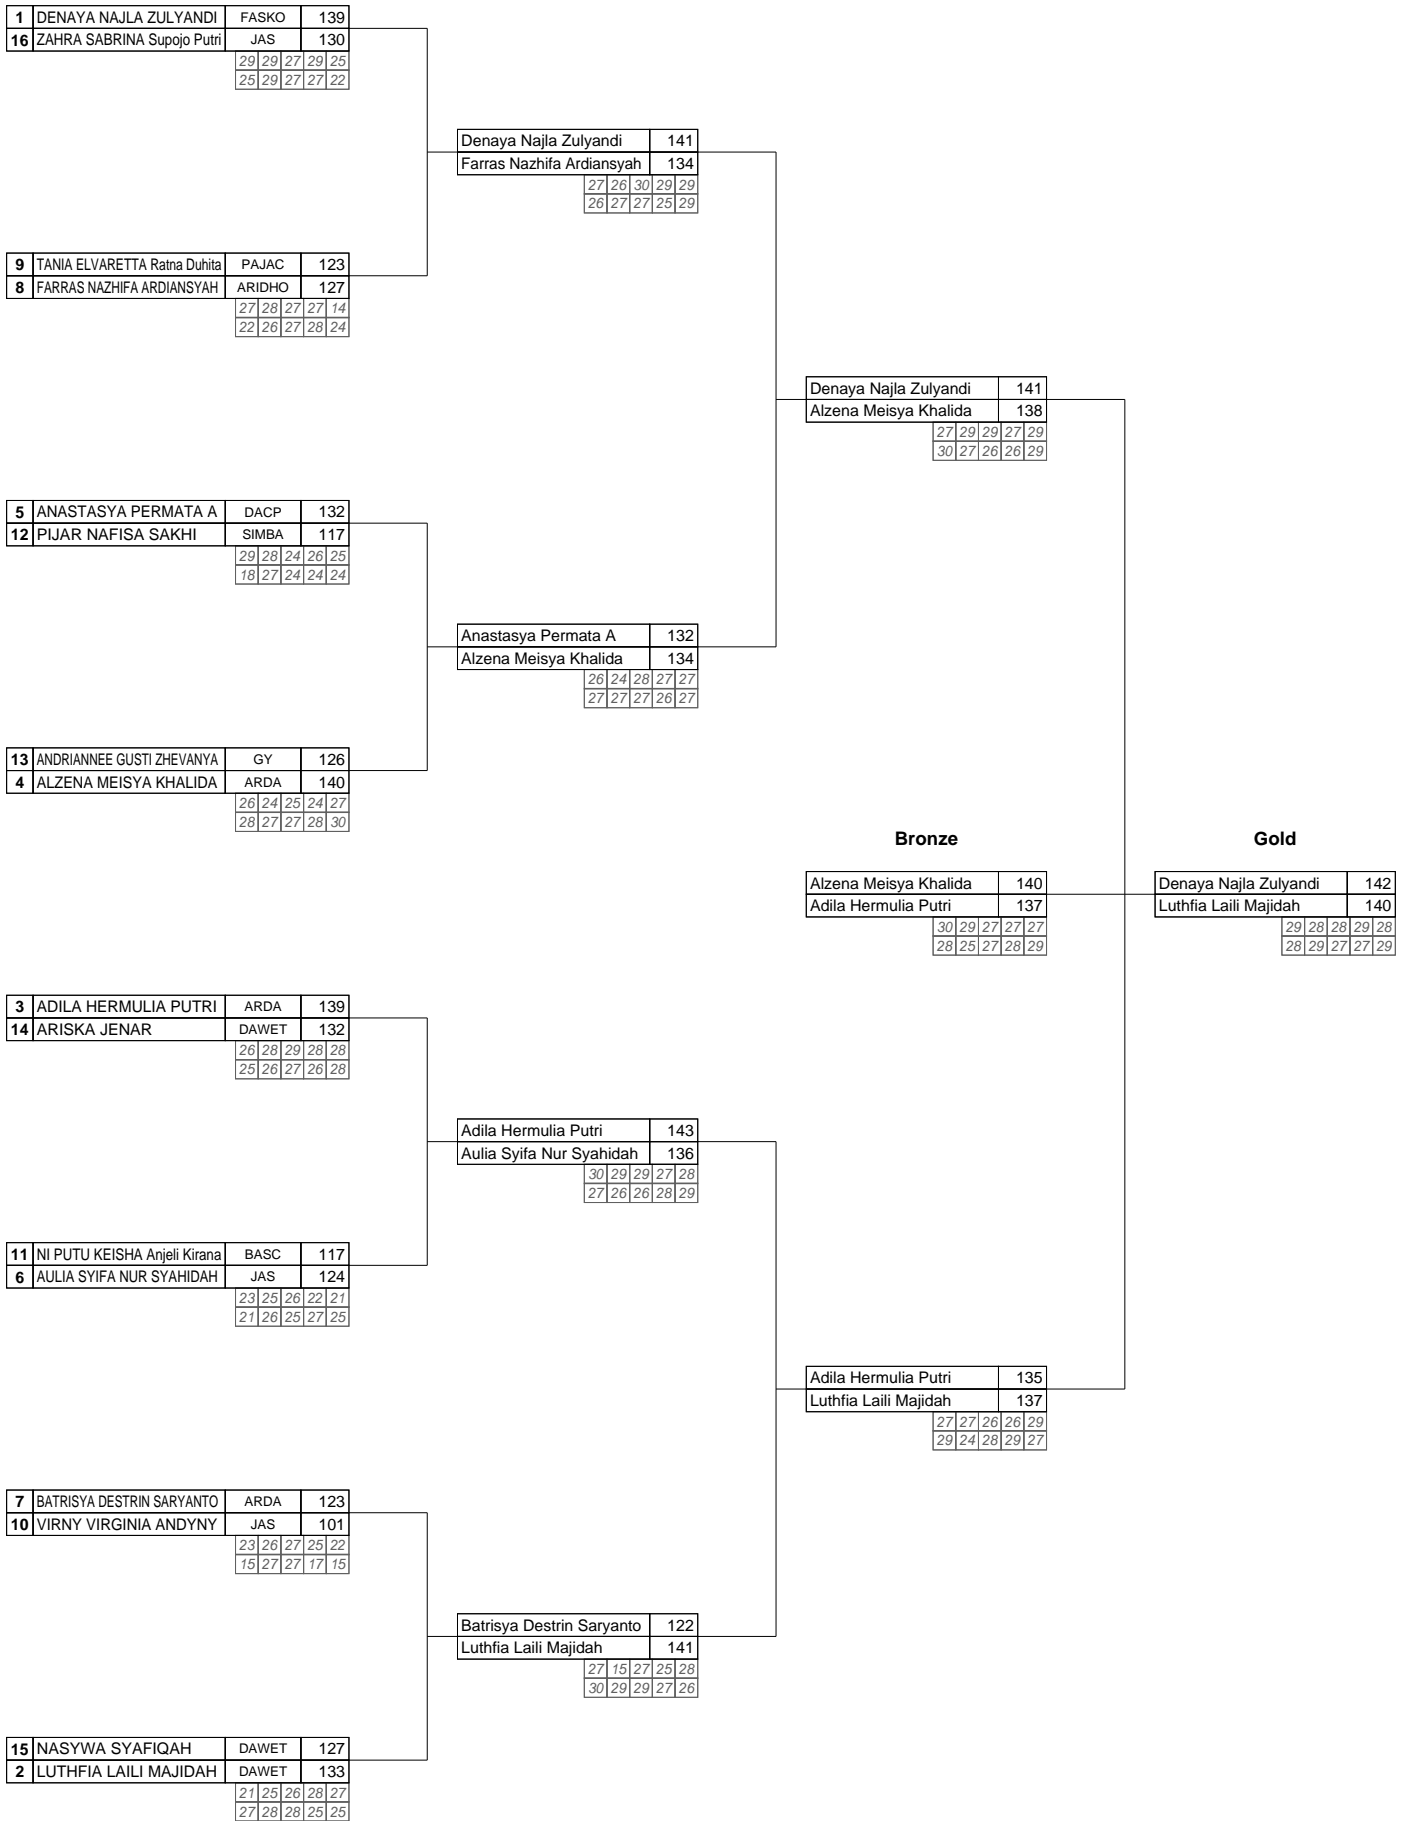 1 DENAYA NAJLA ZULYANDI FASKO 139
16 ZAHRA SABRINA Supojo Putri JAS 130
29 29 27 29 25
25 29 27 27 22
Denaya Najla Zulyandi 141
Farras Nazhifa Ardiansyah 134
27 26 30 29 29
26 27 27 25 29
9 TANIA ELVARETTA Ratna Duhita PAJAC 123
8 FARRAS NAZHIFA ARDIANSYAH ARIDHO 127
27 28 27 27 14
22 26 27 28 24
Denaya Najla Zulyandi 141
Alzena Meisya Khalida 138
27 29 29 27 29
30 27 26 26 29
5 ANASTASYA PERMATA A DACP 132
12 PIJAR NAFISA SAKHI SIMBA 117
29 28 24 26 25
18 27 24 24 24
Anastasya Permata A 132
Alzena Meisya Khalida 134
26 24 28 27 27
27 27 27 26 27
13 ANDRIANNEE GUSTI ZHEVANYA GY 126
4 ALZENA MEISYA KHALIDA ARDA 140
26 24 25 24 27
28 27 27 28 30
Bronze Gold
Alzena Meisya Khalida 140 Denaya Najla Zulyandi 142
Adila Hermulia Putri 137 Luthfia Laili Majidah 140
30 29 27 27 27 29 28 28 29 28
28 25 27 28 29 28 29 27 27 29
3 ADILA HERMULIA PUTRI ARDA 139
14 ARISKA JENAR DAWET 132
26 28 29 28 28
25 26 27 26 28
Adila Hermulia Putri 143
Aulia Syifa Nur Syahidah 136
30 29 29 27 28
27 26 26 28 29
11 NI PUTU KEISHA Anjeli Kirana BASC 117
6 AULIA SYIFA NUR SYAHIDAH JAS 124
23 25 26 22 21
21 26 25 27 25
Adila Hermulia Putri 135
Luthfia Laili Majidah 137
27 27 26 26 29
29 24 28 29 27
7 BATRISYA DESTRIN SARYANTO ARDA 123
10 VIRNY VIRGINIA ANDYNY JAS 101
23 26 27 25 22
15 27 27 17 15
Batrisya Destrin Saryanto 122
Luthfia Laili Majidah 141
27 15 27 25 28
30 29 29 27 26
15 NASYWA SYAFIQAH DAWET 127
2 LUTHFIA LAILI MAJIDAH DAWET 133
21 25 26 28 27
27 28 28 25 25